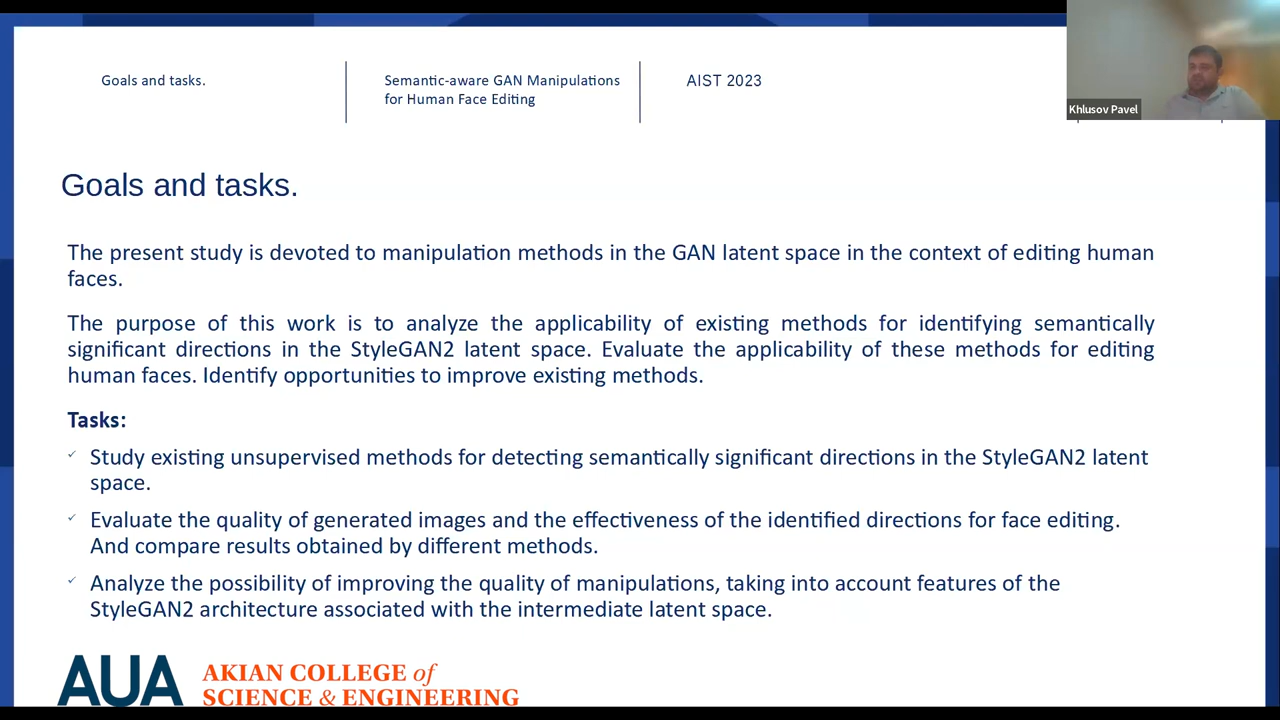 Goals and tasks.
Semantic-aware GAN Manipulations
for Human Face Editing
AIST 2023
Khlusov Pavel
Goals and tasks.
The present study is devoted to manipulation methods in the GAN latent space in the context of editing human
faces.
The purpose of this work is to analyze the applicability of existing methods for identifying semantically
significant directions in the StyleGAN2 latent space. Evaluate the applicability of these methods for editing
human faces. Identify opportunities to improve existing methods.
Tasks:
✓ Study existing unsupervised methods for detecting semantically significant directions in the StyleGAN2 latent
space.
✓ Evaluate the quality of generated images and the effectiveness of the identified directions for face editing.
And compare results obtained by different methods.
✓ Analyze the possibility of improving the quality of manipulations, taking into account features of the
StyleGAN2 architecture associated with the intermediate latent space.
AUA
AKIAN COLLEGE of
SCIENCE & ENGINEERING